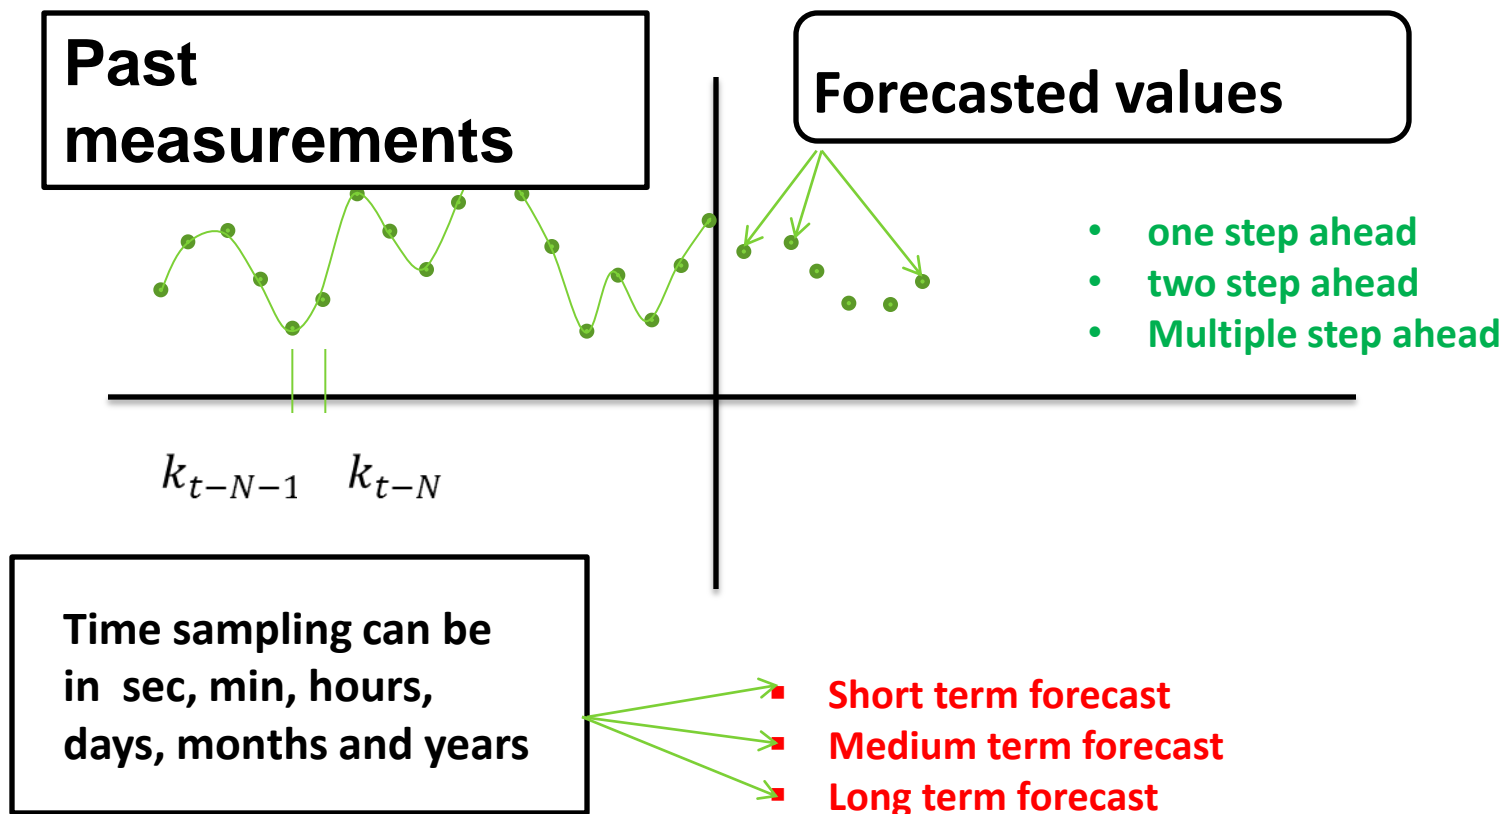 Past
measurements
Forecasted values
• one step ahead
• two step ahead
• Multiple step ahead
k_{t−N−1} k_{t−N}
Time sampling can be
in sec, min, hours,
days, months and years
▪ Short term forecast
▪ Medium term forecast
▪ Long term forecast